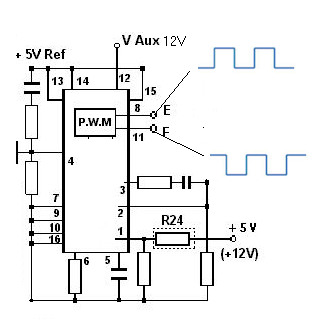 V Aux 12V
+ 5V Ref
13 14 12
15
8 E
P.W.M
11 F
4
3
7
2
9
R24
10 1 + 5 V
16
(+12V)
6 5